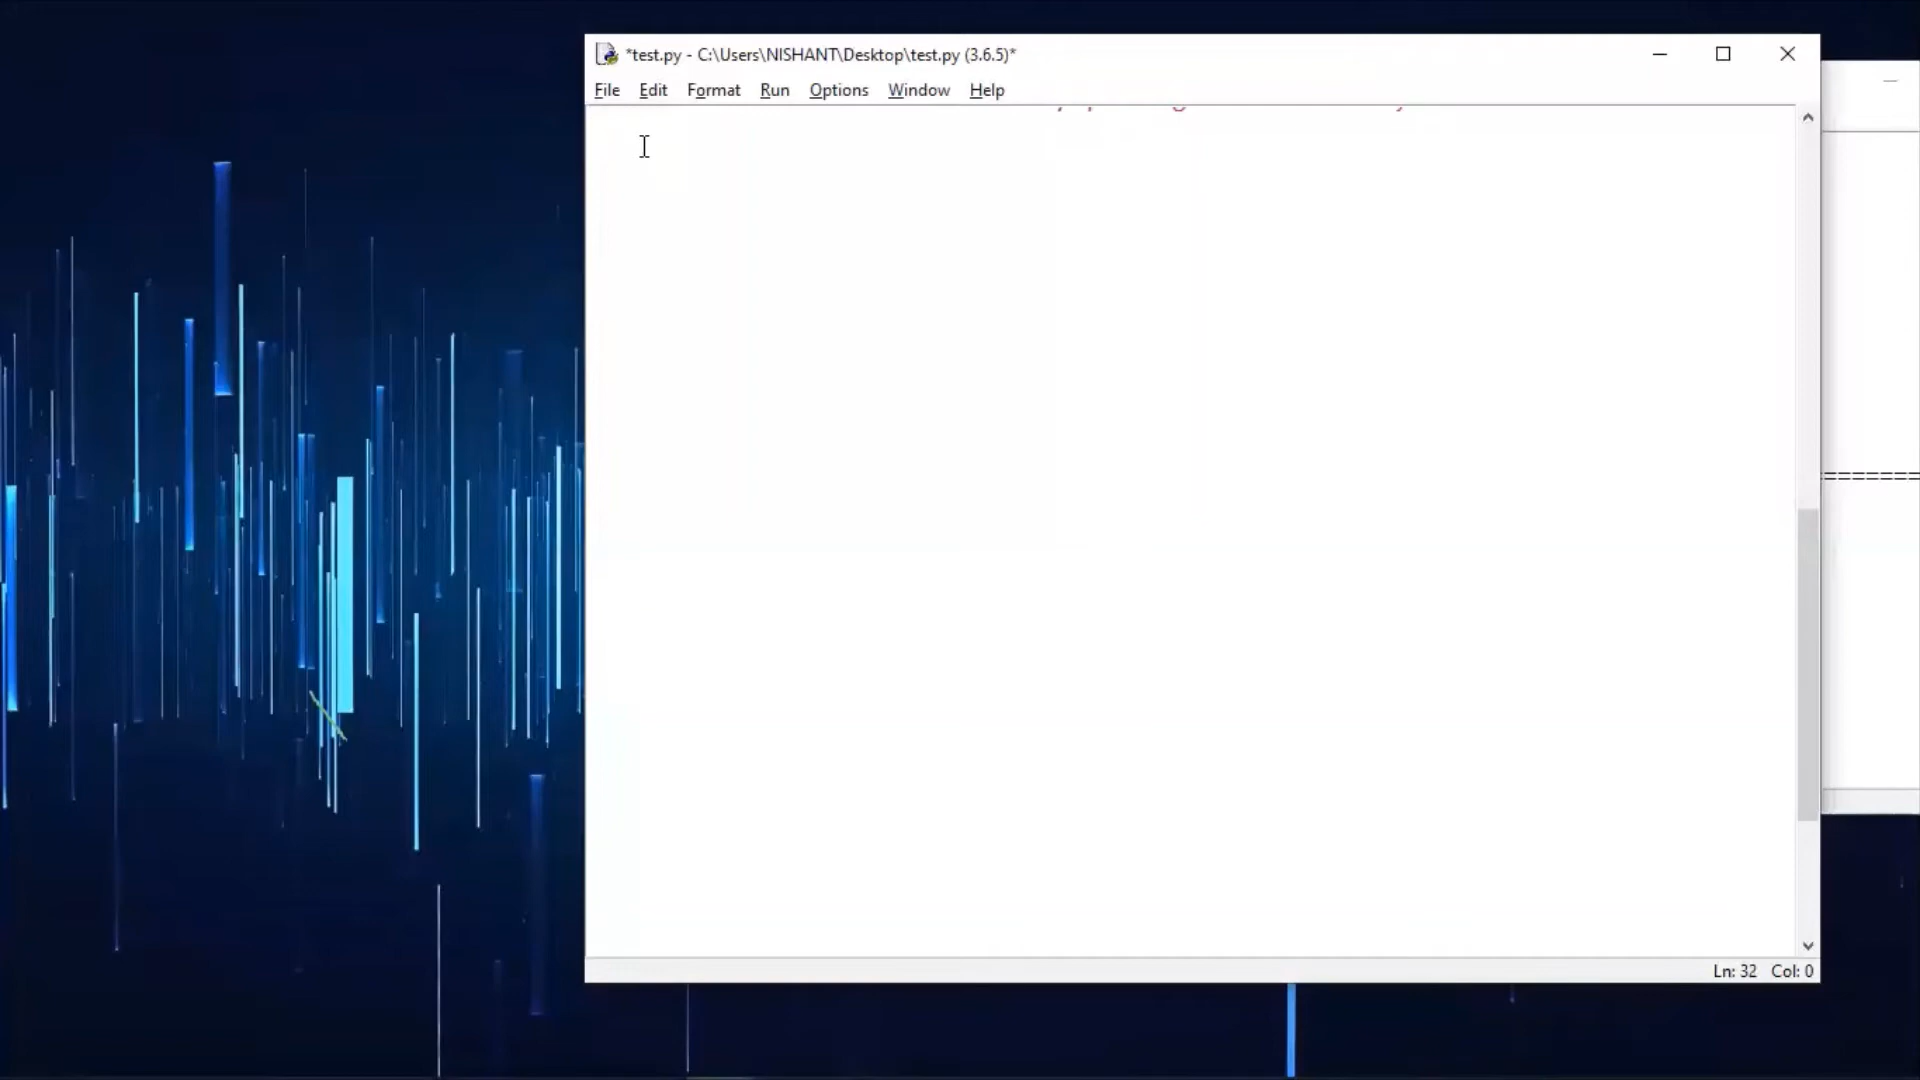 *test.py - C:\Users\NISHANT\Desktop\test.py (3.6.5)*
File Edit Format Run Options Window Help
========
Ln: 32 Col: 0